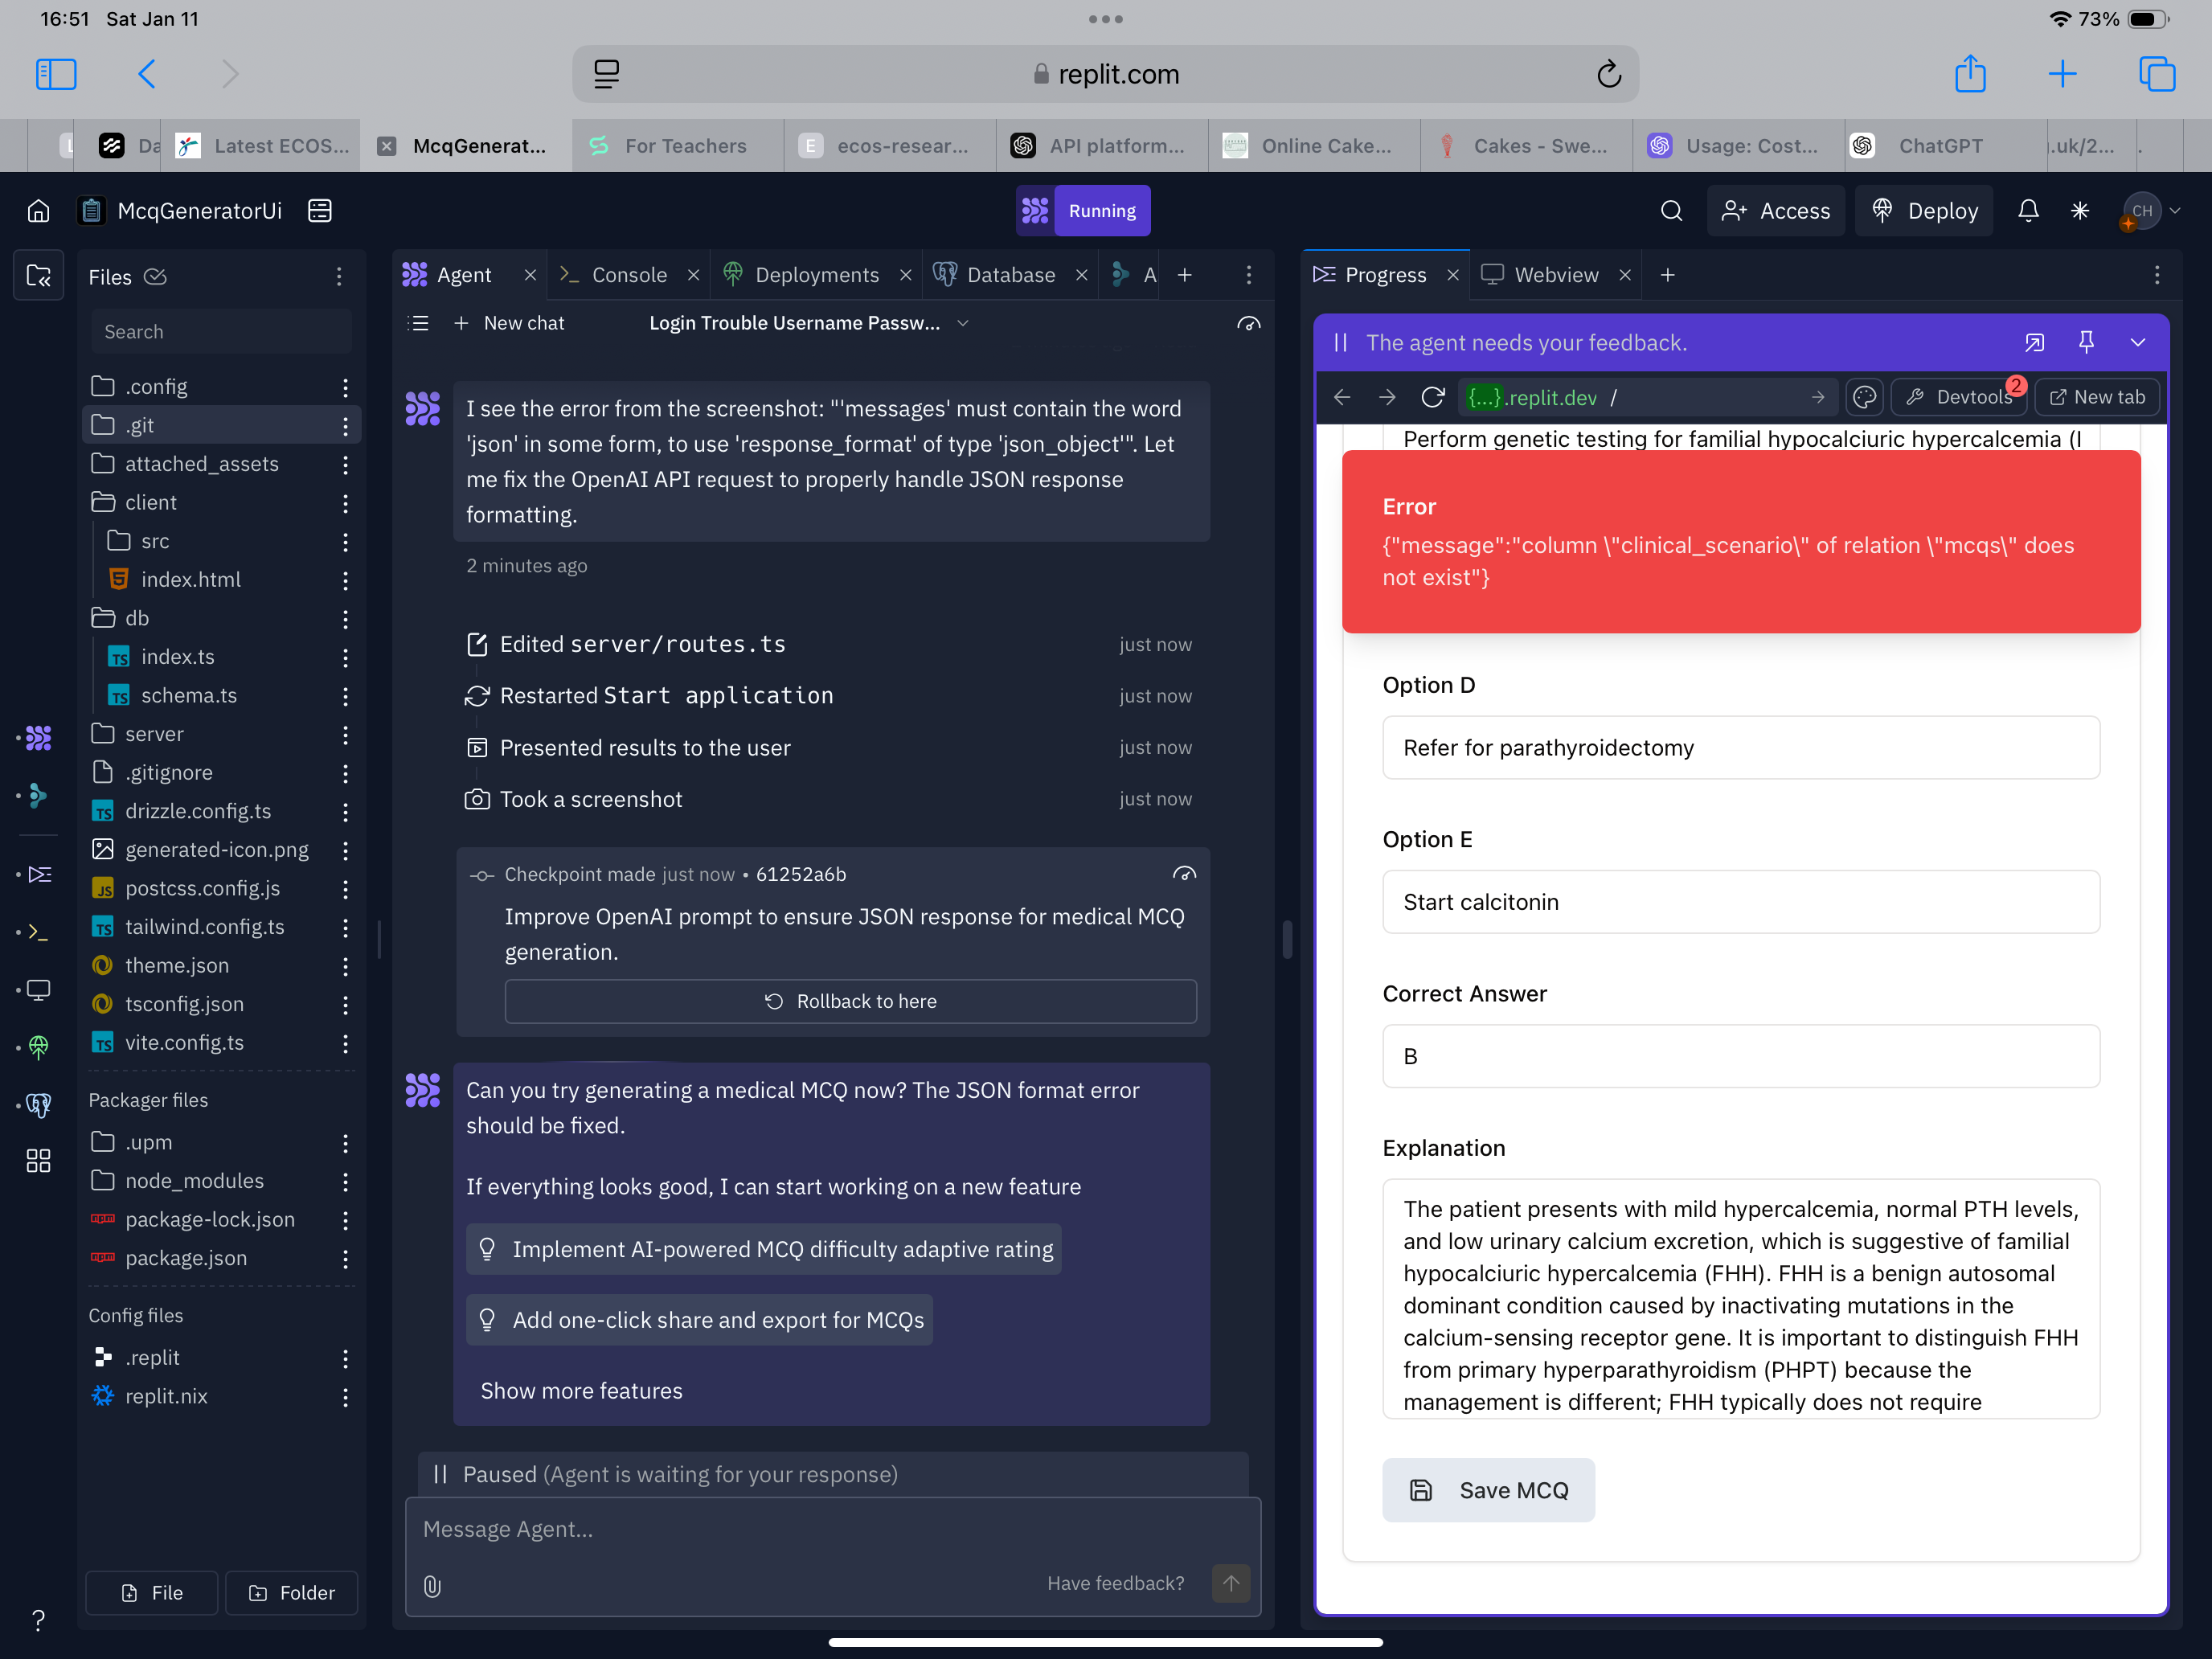 16:51 Sat Jan 11
73%
replit.com
Latest ECOS...
McqGenerat...
For Teachers
E
ecos-resear...
API platform...
Online Cake...
Cakes - Swe...
Usage: Cost...
ChatGPT
.uk/2...
McqGeneratorUi
Running
Access
Deploy
CH
Files
Search
.config
.git
attached_assets
client
src
index.html
db
index.ts
schema.ts
server
.gitignore
drizzle.config.ts
generated-icon.png
postcss.config.js
tailwind.config.ts
theme.json
tsconfig.json
vite.config.ts
Packager files
.upm
node_modules
package-lock.json
package.json
Config files
.replit
replit.nix
File
Folder
Agent
Console
Deployments
Database
A
New chat
Login Trouble Username Passw...
I see the error from the screenshot: "'messages' must contain the word
'json' in some form, to use 'response_format' of type 'json_object'". Let
me fix the OpenAI API request to properly handle JSON response
formatting.
2 minutes ago
Edited server/routes.ts just now
Restarted Start application just now
Presented results to the user just now
Took a screenshot just now
Checkpoint made just now • 61252a6b
Improve OpenAI prompt to ensure JSON response for medical MCQ
generation.
Rollback to here
Can you try generating a medical MCQ now? The JSON format error
should be fixed.
If everything looks good, I can start working on a new feature
Implement AI-powered MCQ difficulty adaptive rating
Add one-click share and export for MCQs
Show more features
Paused (Agent is waiting for your response)
Message Agent...
Have feedback?
Progress
Webview
The agent needs your feedback.
{...}.replit.dev /
Devtools
2
New tab
Perform genetic testing for familial hypocalciuric hypercalcemia (I
Error
{"message":"column \"clinical_scenario\" of relation \"mcqs\" does
not exist"}
Option D
Refer for parathyroidectomy
Option E
Start calcitonin
Correct Answer
B
Explanation
The patient presents with mild hypercalcemia, normal PTH levels,
and low urinary calcium excretion, which is suggestive of familial
hypocalciuric hypercalcemia (FHH). FHH is a benign autosomal
dominant condition caused by inactivating mutations in the
calcium-sensing receptor gene. It is important to distinguish FHH
from primary hyperparathyroidism (PHPT) because the
management is different; FHH typically does not require
Save MCQ